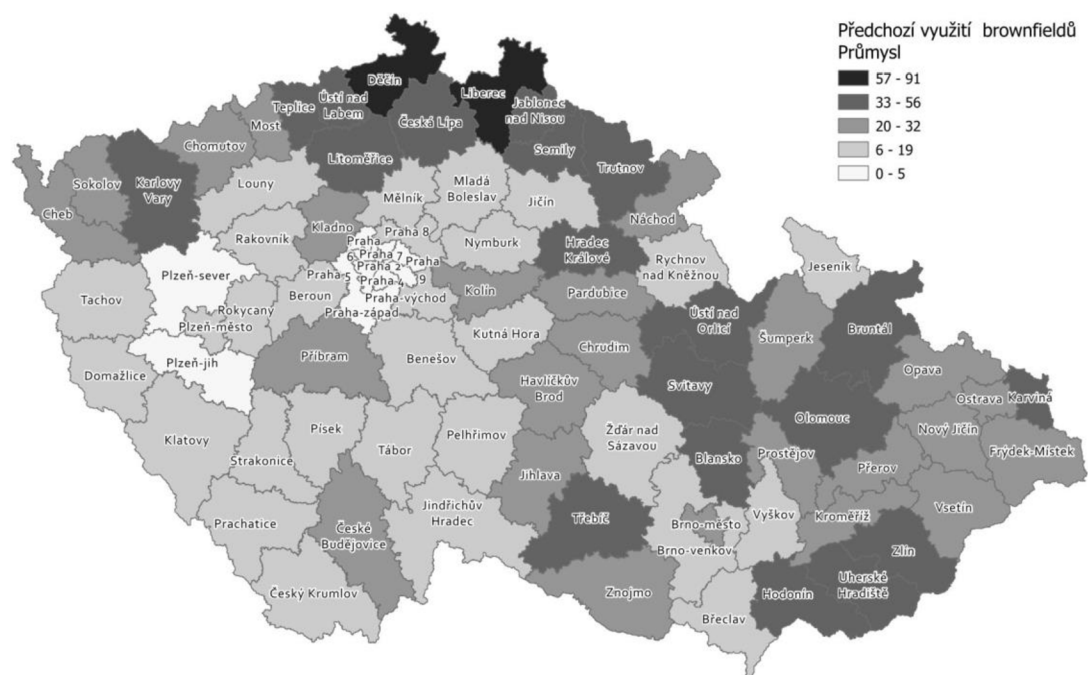 Předchozí využití brownfieldů
Průmysl
57 - 91
33 - 56
20 - 32
6 - 19
0 - 5
Děčín
Liberec
Ústí nad
Labem
Teplice
Jablonec
nad Nisou
Česká Lípa
Most
Chomutov
Litoměřice
Semily
Trutnov
Sokolov
Karlovy
Vary
Louny
Mělník
Mladá
Boleslav
Jičín
Cheb
Náchod
Kladno
Rakovník
Praha 8
Nymburk
Hradec
Králové
Praha
6
Praha 7
Praha
9
Praha 2
Praha
5
Praha 4
Rychnov
nad Kněžnou
Jeseník
Plzeň-sever
Tachov
Rokycany
Beroun
Praha-východ
Praha-západ
Kolín
Pardubice
Plzeň-město
Kutná Hora
Ústí nad
Orlicí
Šumperk
Bruntál
Plzeň-jih
Příbram
Benešov
Chrudim
Domažlice
Opava
Svitavy
Havlíčkův
Brod
Ostrava
Karviná
Olomouc
Klatovy
Písek
Tábor
Pelhřimov
Žďár nad
Sázavou
Nový Jičín
Strakonice
Blansko
Prostějov
Frýdek-Místek
Přerov
Jihlava
Jindřichův
Hradec
Třebíč
Vsetín
Prachatice
České
Budějovice
Brno-město
Vyškov
Kroměříž
Brno-venkov
Zlín
Český Krumlov
Znojmo
Hodonín
Uherské
Hradiště
Břeclav